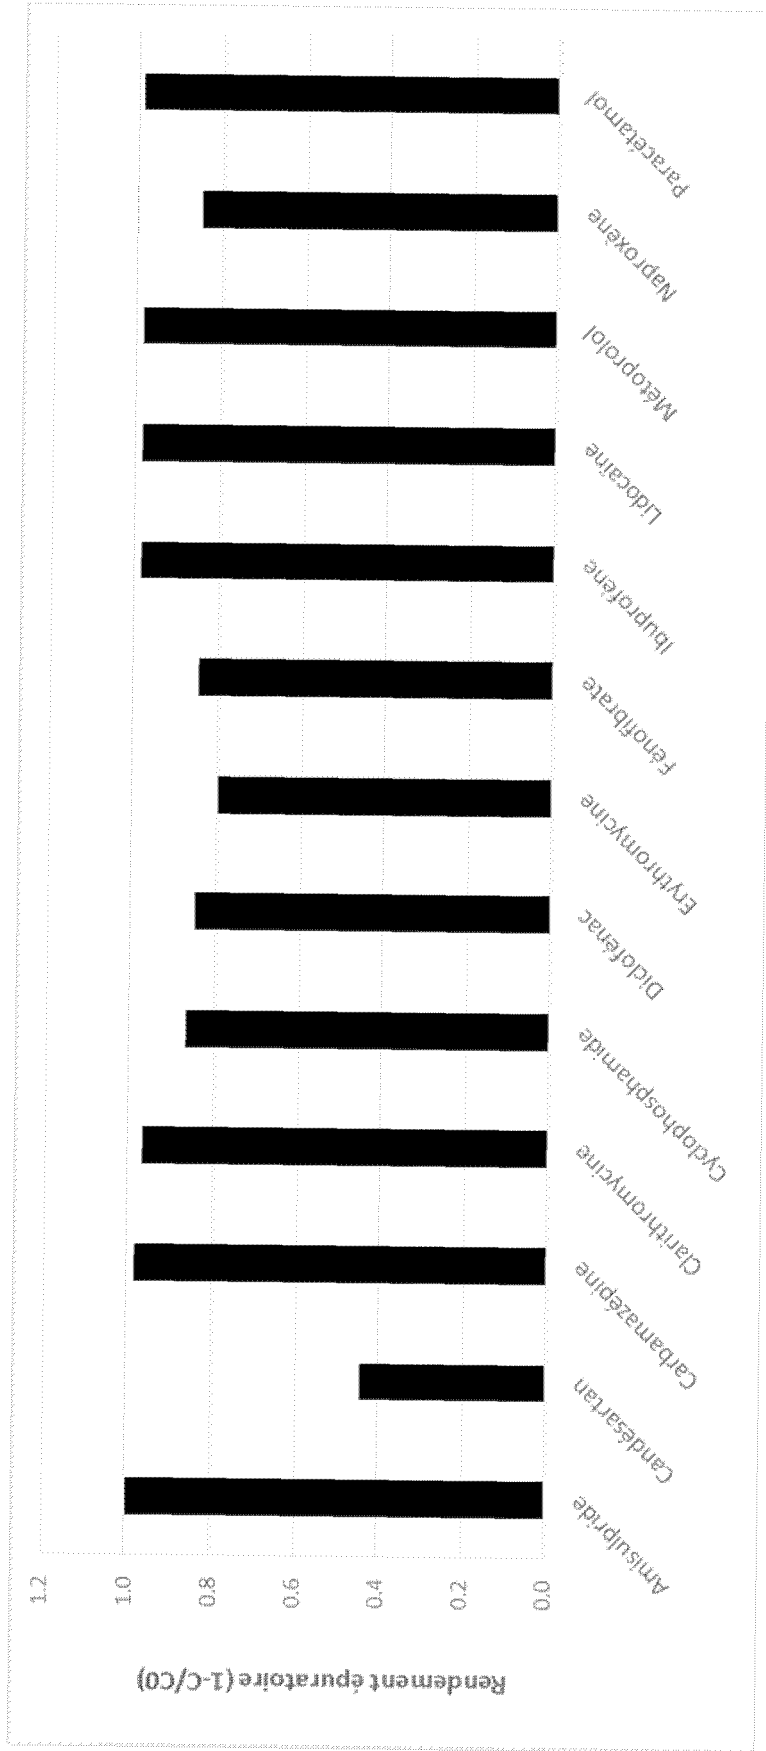 Rendement épuratoire (1-C/C0)
1.2
1.0
0.8
0.6
0.4
0.2
0.0
Amisulpride
Candésartan
Carbamazépine
Clarithromycine
Cyclophosphamide
Diclofénac
Erythromycine
Fénofibrate
Ibuprofène
Lidocaïne
Métoprolol
Naproxène
Paracétamol